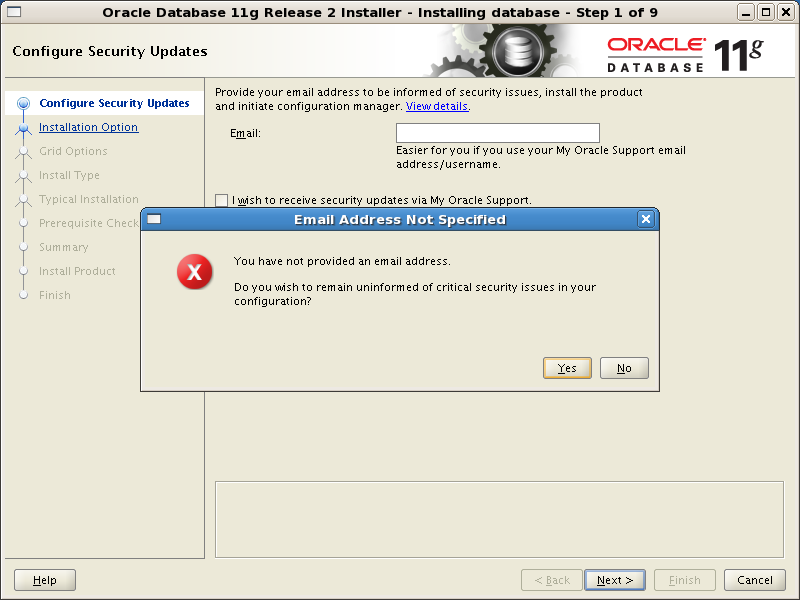 Oracle Database 11g Release 2 Installer - Installing database - Step 1 of 9
Configure Security Updates
ORACLE
DATABASE
11g
Configure Security Updates
Installation Option
Grid Options
Install Type
Typical Installation
Prerequisite Check
Summary
Install Product
Finish
Provide your email address to be informed of security issues, install the product
and initiate configuration manager. View details.
Email:
Easier for you if you use your My Oracle Support email
address/username.
I wish to receive security updates via My Oracle Support.
Email Address Not Specified
X
You have not provided an email address.
Do you wish to remain uninformed of critical security issues in your
configuration?
Yes
No
Help
< Back
Next >
Finish
Cancel